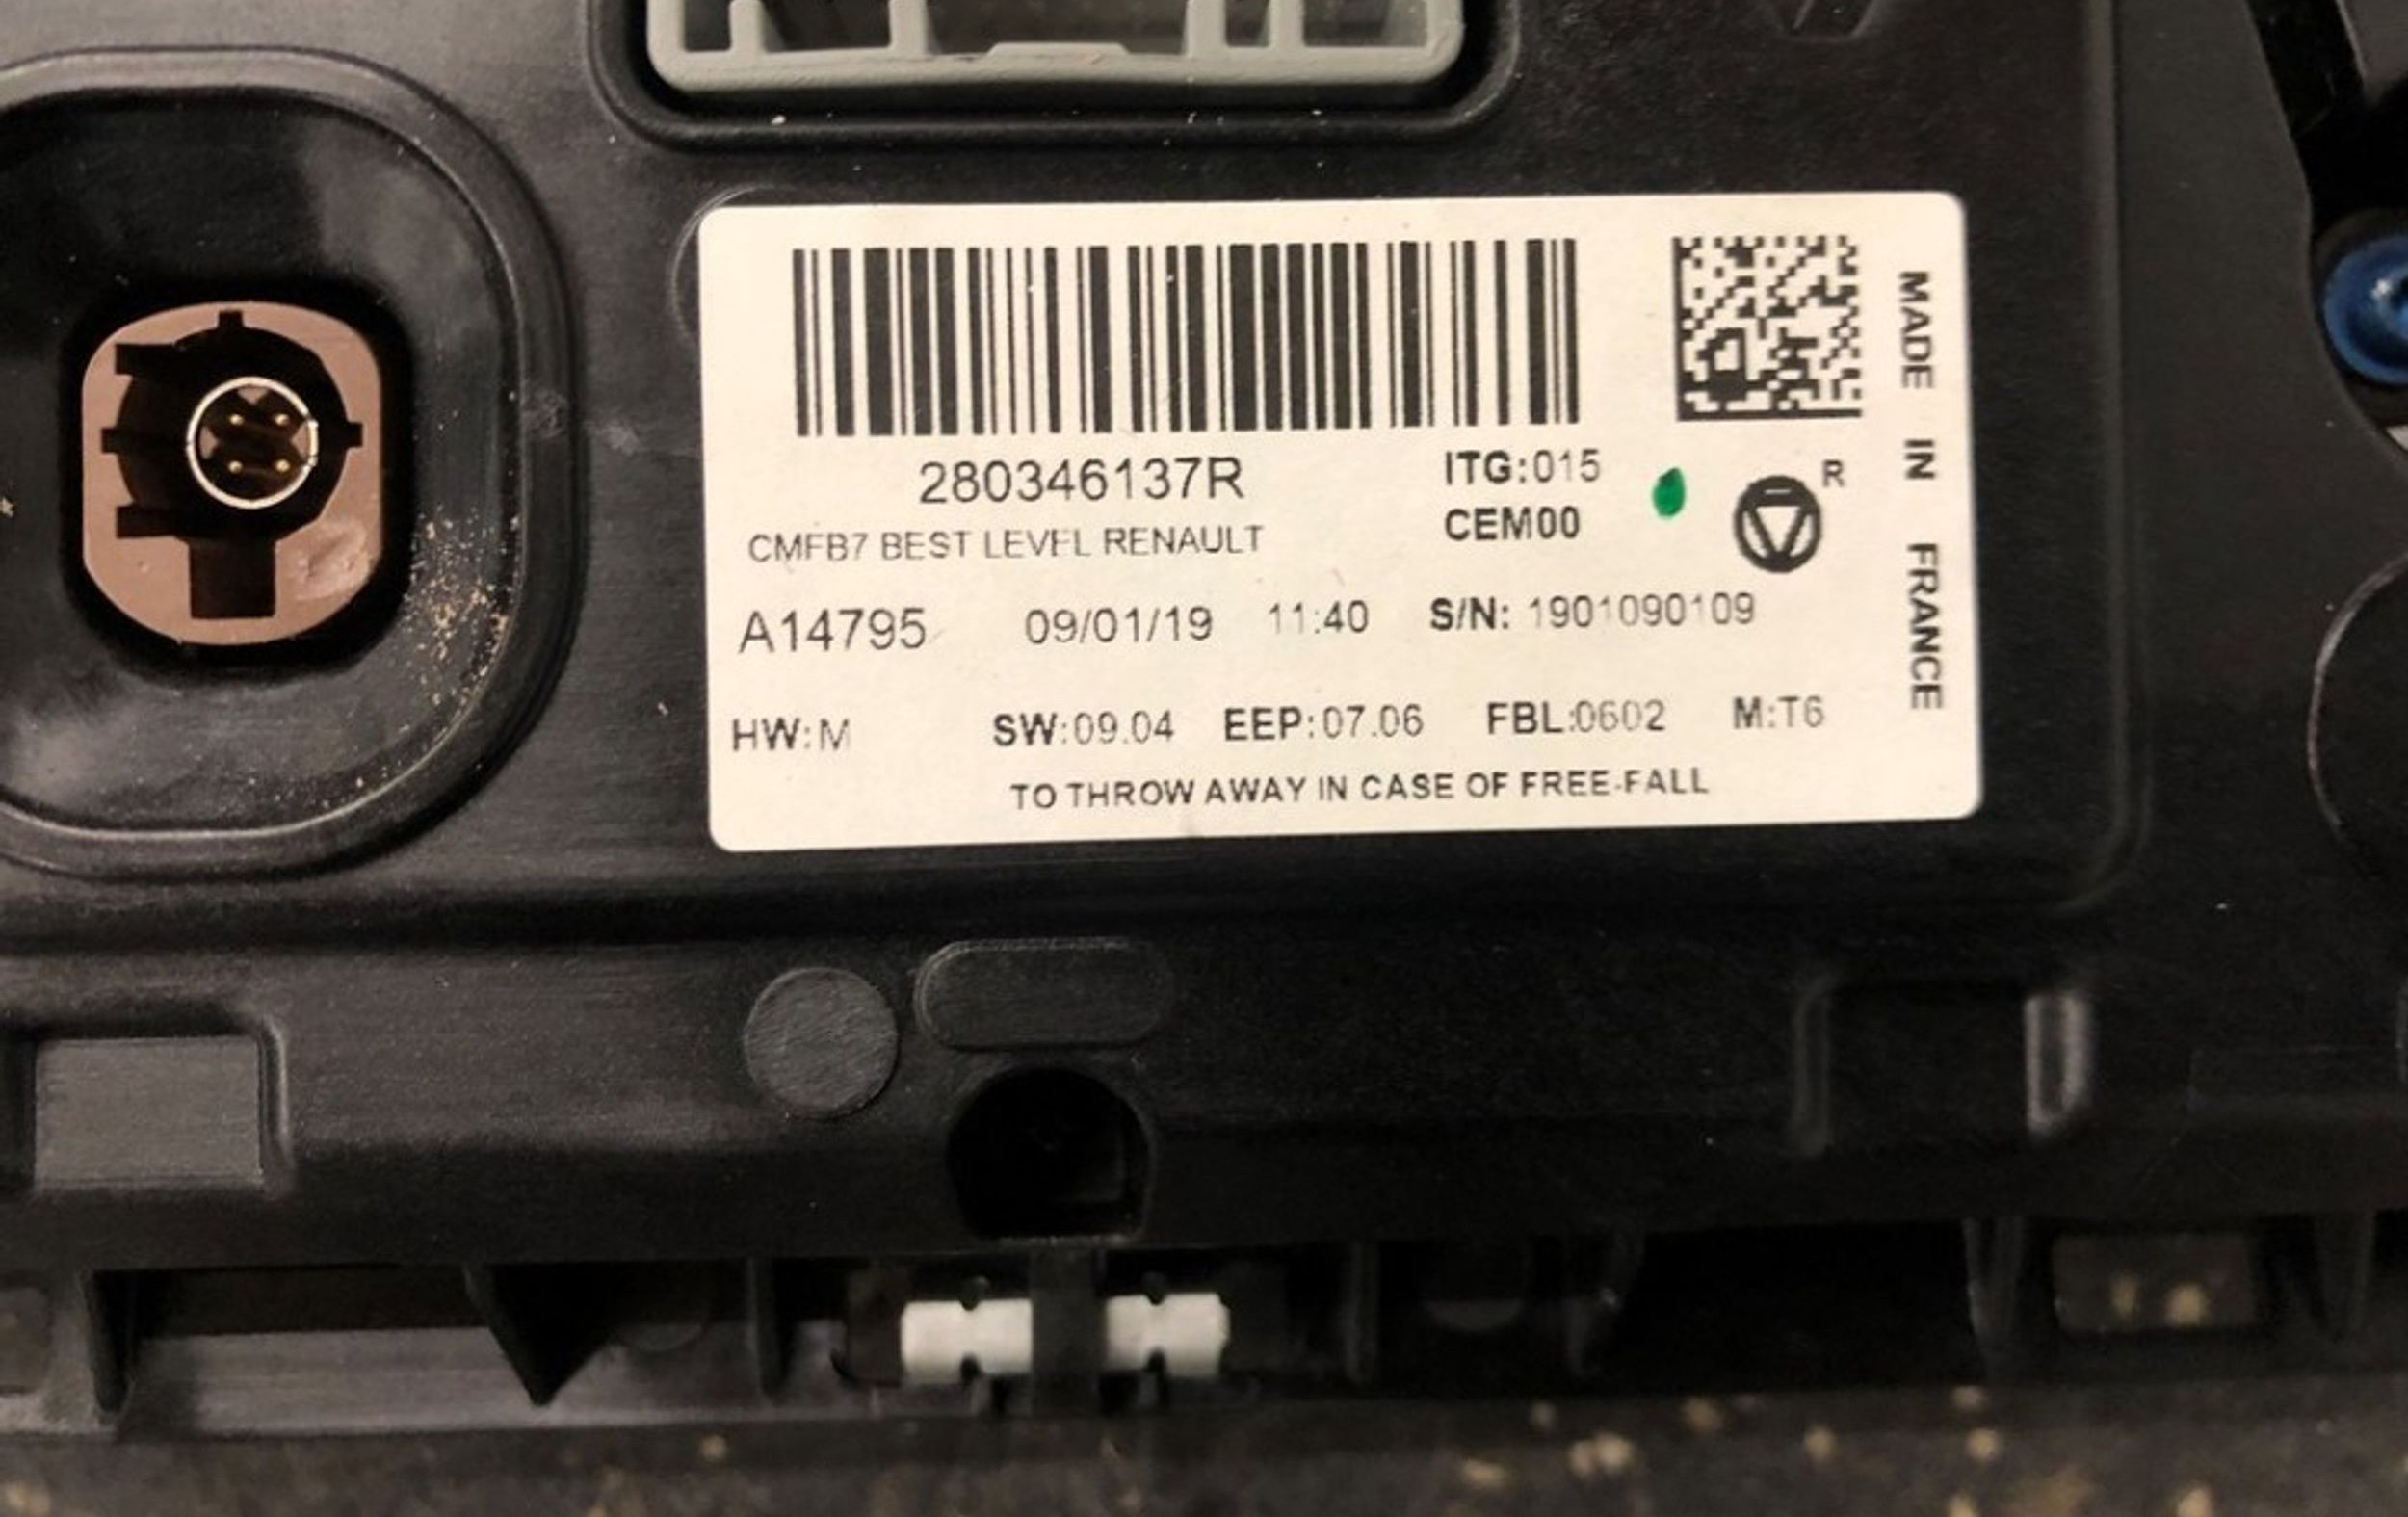 280346137R
ITG:015
CMFB7 BEST LEVEL RENAULT
CEM00
R
A14795 09/01/19 11:40 S/N: 1901090109
HW:M SW:09.04 EEP:07.06 FBL:0602 M:T6
TO THROW AWAY IN CASE OF FREE-FALL
MADE IN FRANCE